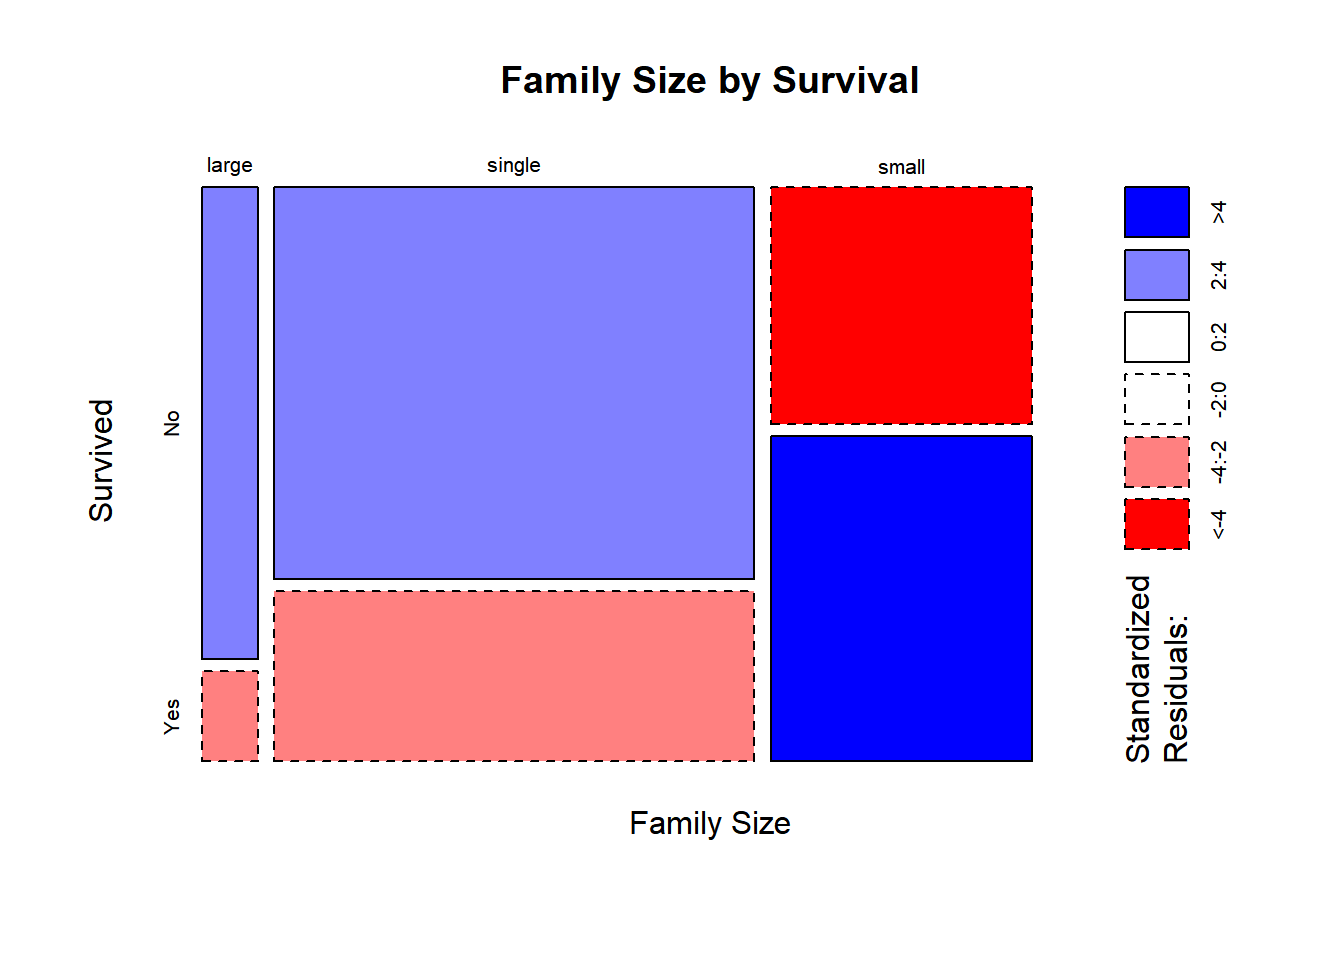 Family Size by Survival
large
single
small
Survived
No
Yes
Family Size
>4
2:4
0:2
-2:0
-4:-2
<-4
Standardized
Residuals: